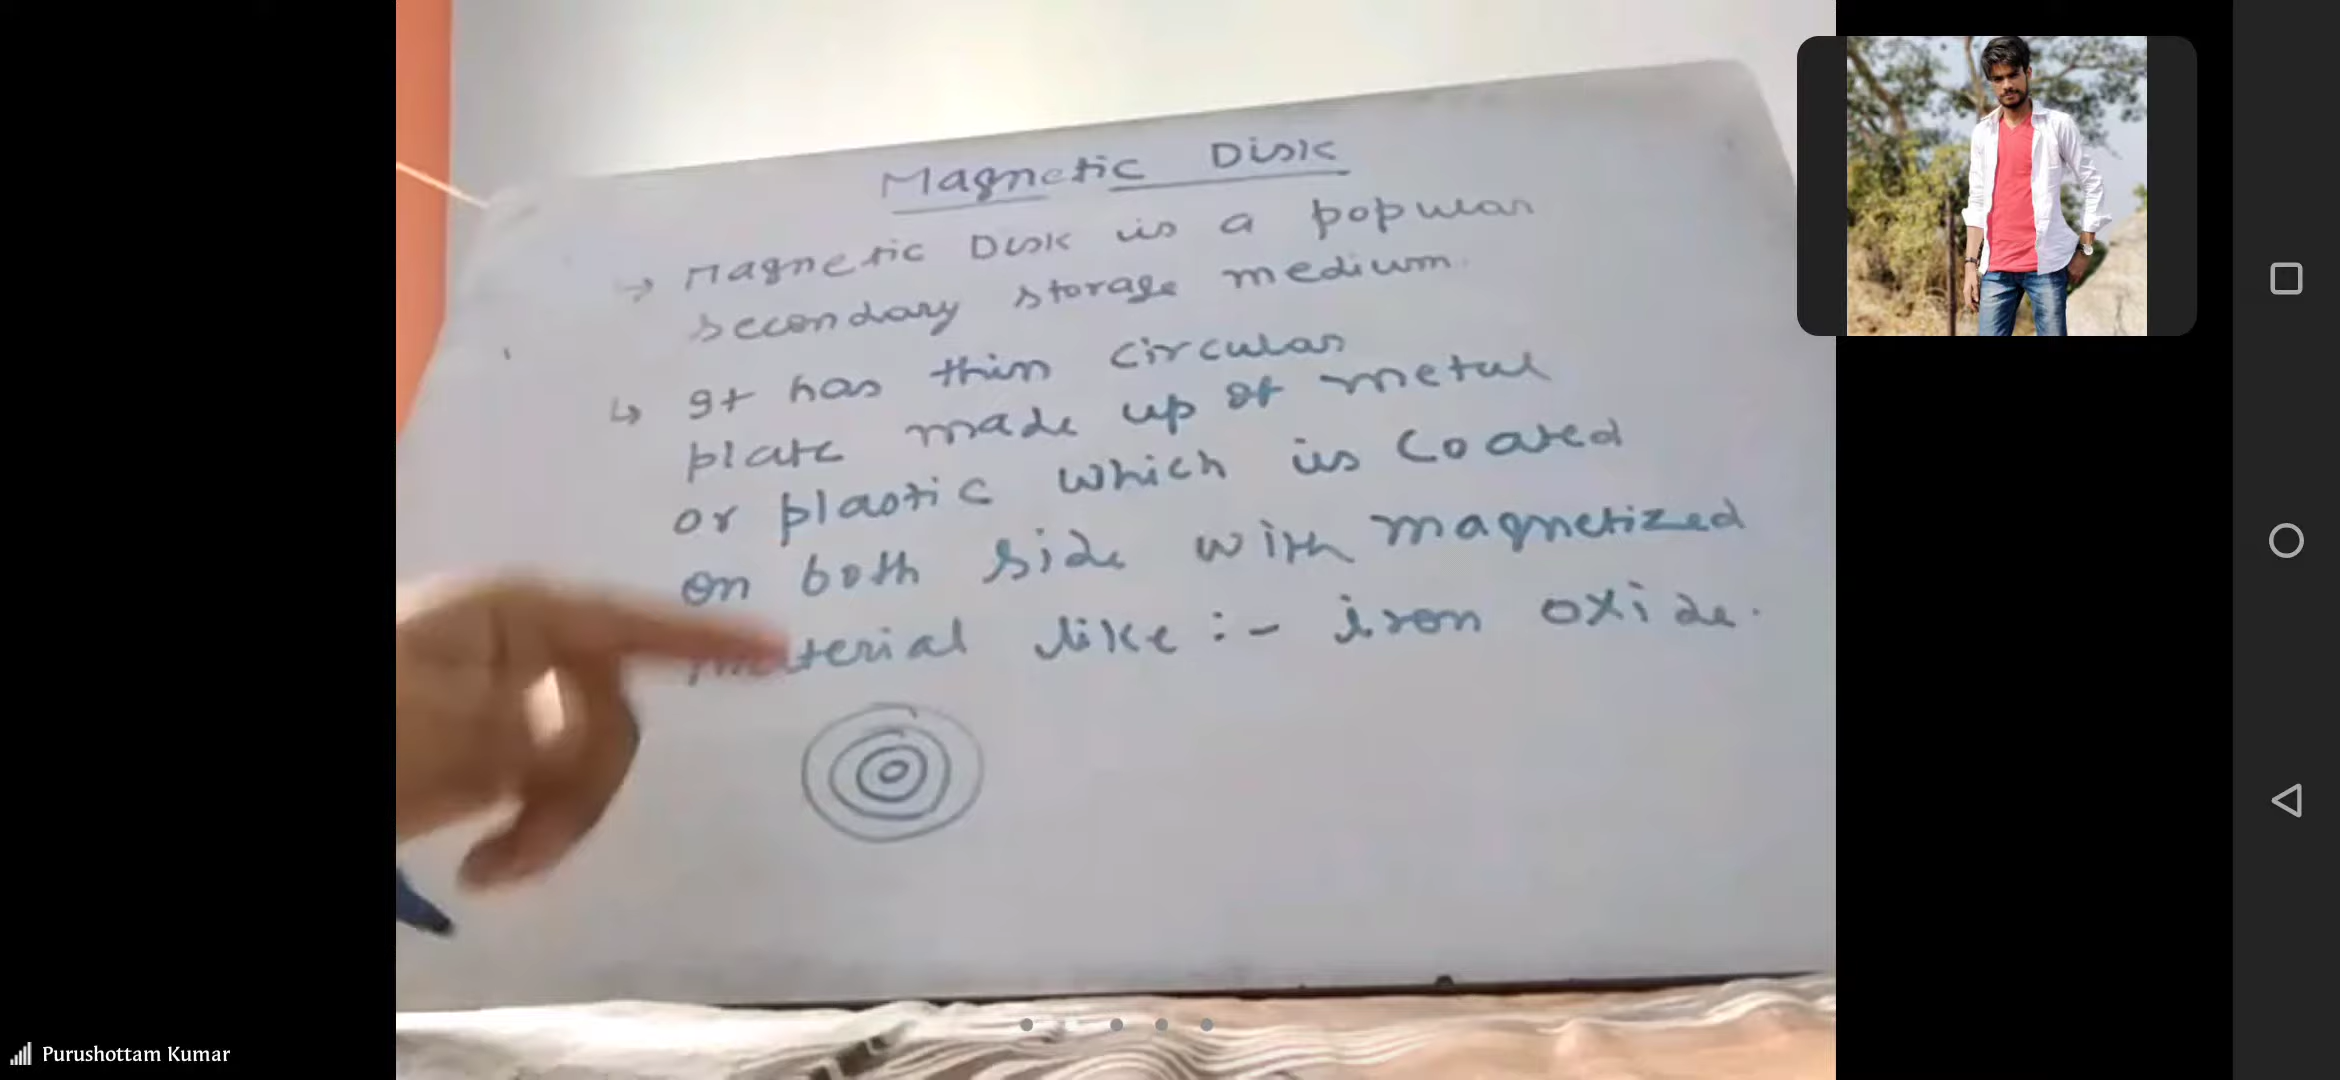 Magnetic Disk
→ Magnetic Disk is a popular
secondary storage medium.
↳ It has thin circular
plate made up of metal
or plastic which is coated
on both side with magnetized
material like :- iron oxide.
Purushottam Kumar